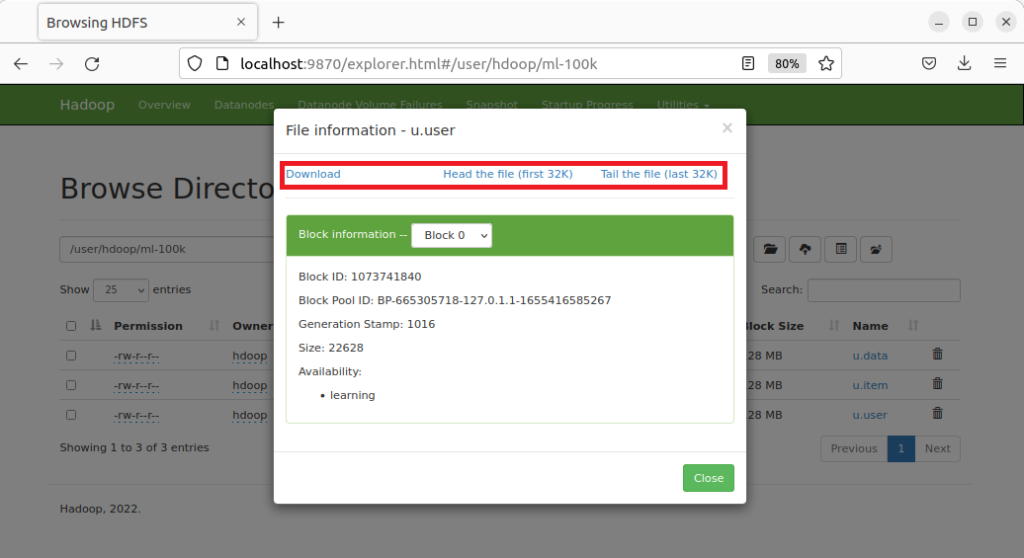 Browsing HDFS
localhost:9870/explorer.html#/user/hdoop/ml-100k
80%
Hadoop Overview Datanodes Datanode Volume Failures Snapshot Startup Progress Utilities
File information - u.user
Download Head the file (first 32K) Tail the file (last 32K)
Browse Directo
Block information -- Block 0
/user/hdoop/ml-100k
Block ID: 1073741840
Show 25 entries
Search:
Block Pool ID: BP-665305718-127.0.1.1-1655416585267
Generation Stamp: 1016
Permission Owner
lock Size Name
Size: 22628
-rw-r--r-- hdoop
28 MB u.data
Availability:
-rw-r--r-- hdoop
28 MB u.item
learning
-rw-r--r-- hdoop
28 MB u.user
Showing 1 to 3 of 3 entries
Previous 1 Next
Close
Hadoop, 2022.